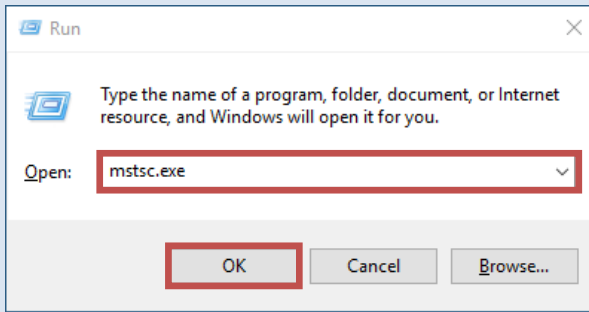 Run
Type the name of a program, folder, document, or Internet
resource, and Windows will open it for you.
Open:
mstsc.exe
OK
Cancel
Browse...